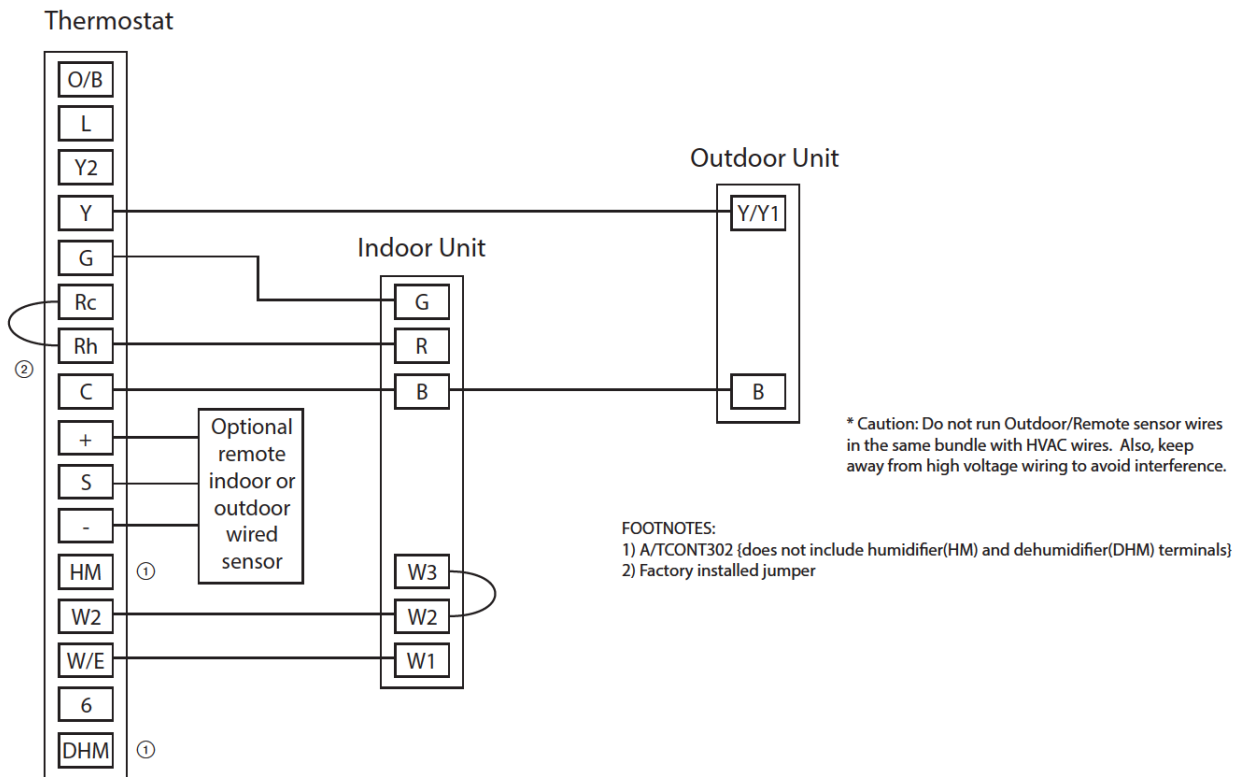 Thermostat
O/B
L
Y2
Outdoor Unit
Y
Y/Y1
G
Indoor Unit
Rc
G
Rh
R
②
C
B
B
+
Optional
remote
indoor or
outdoor
wired
sensor
S
-
* Caution: Do not run Outdoor/Remote sensor wires
in the same bundle with HVAC wires. Also, keep
away from high voltage wiring to avoid interference.
FOOTNOTES:
1) A/TCONT302 {does not include humidifier(HM) and dehumidifier(DHM) terminals}
2) Factory installed jumper
HM ①
W3
W2
W2
W/E
W1
6
DHM ①